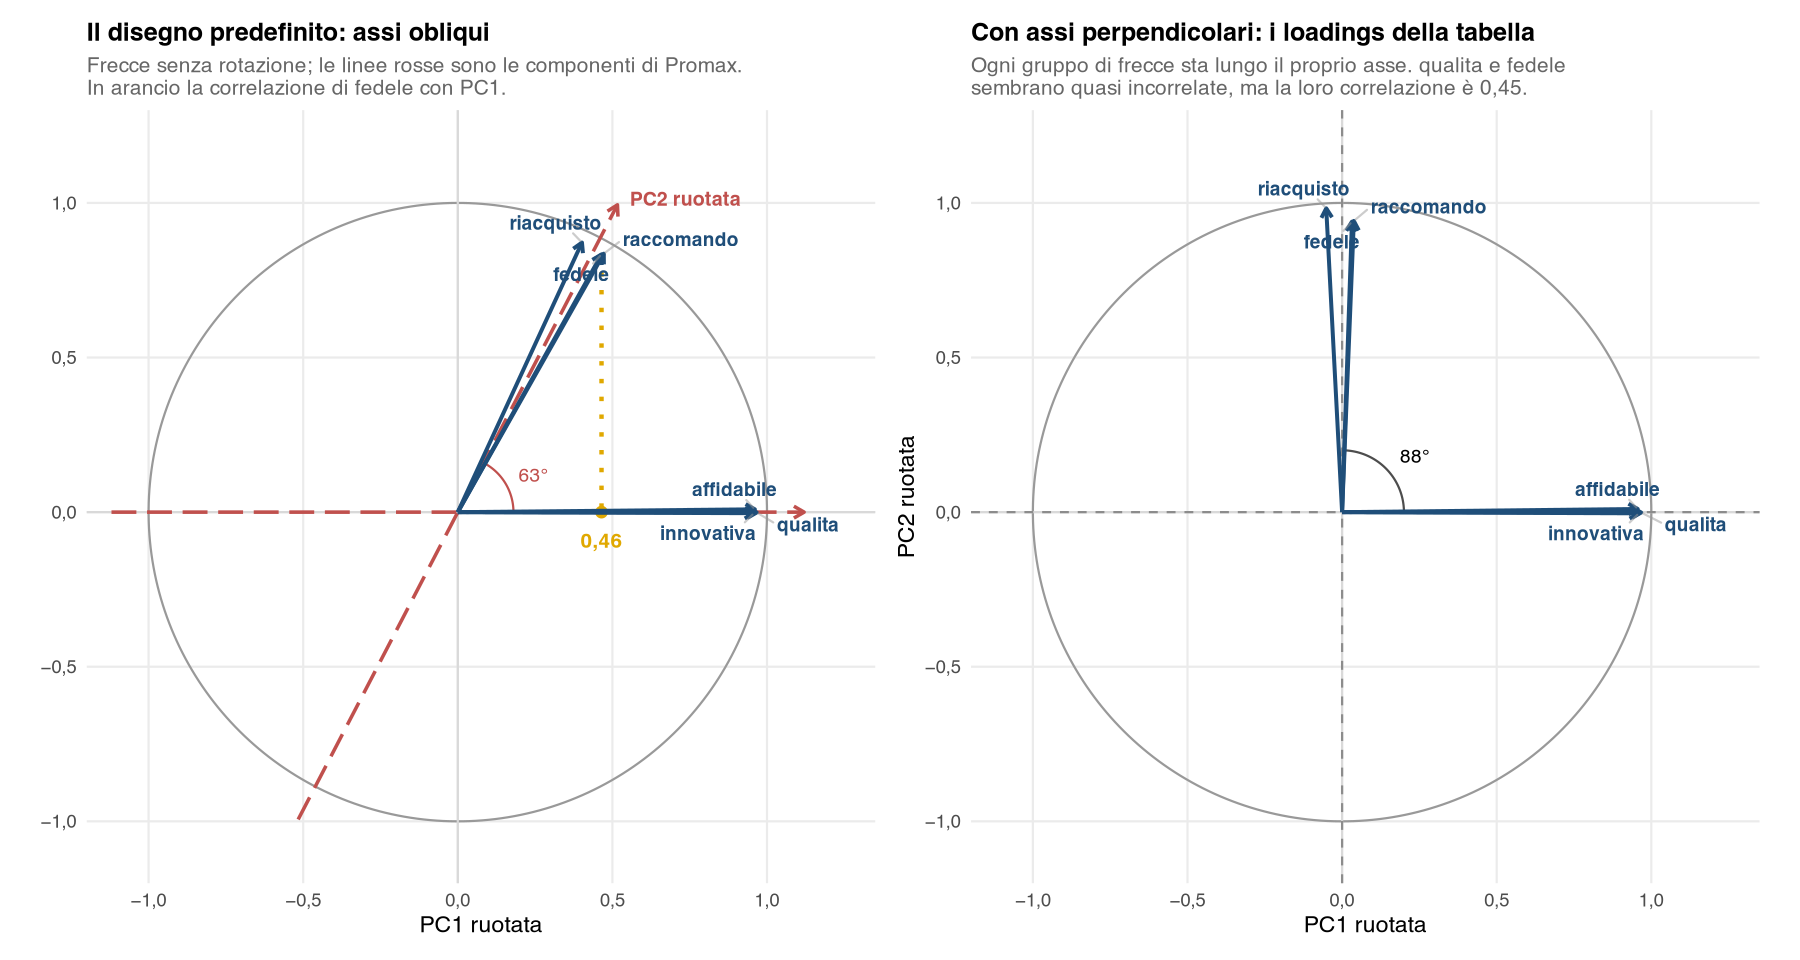 Il disegno predefinito: assi obliqui
Frecce senza rotazione; le linee rosse sono le componenti di Promax.
In arancio la correlazione di fedele con PC1.
1,0
0,5
0,0
−0,5
−1,0
PC2 ruotata
riacquisto
raccomando
fedele
63°
affidabile
qualita
innovativa
0,46
−1,0
−0,5
0,0
0,5
1,0
PC1 ruotata
Con assi perpendicolari: i loadings della tabella
Ogni gruppo di frecce sta lungo il proprio asse. qualita e fedele
sembrano quasi incorrelate, ma la loro correlazione è 0,45.
PC2 ruotata
1,0
0,5
0,0
−0,5
−1,0
riacquisto
raccomando
fedele
88°
affidabile
qualita
innovativa
−1,0
−0,5
0,0
0,5
1,0
PC1 ruotata